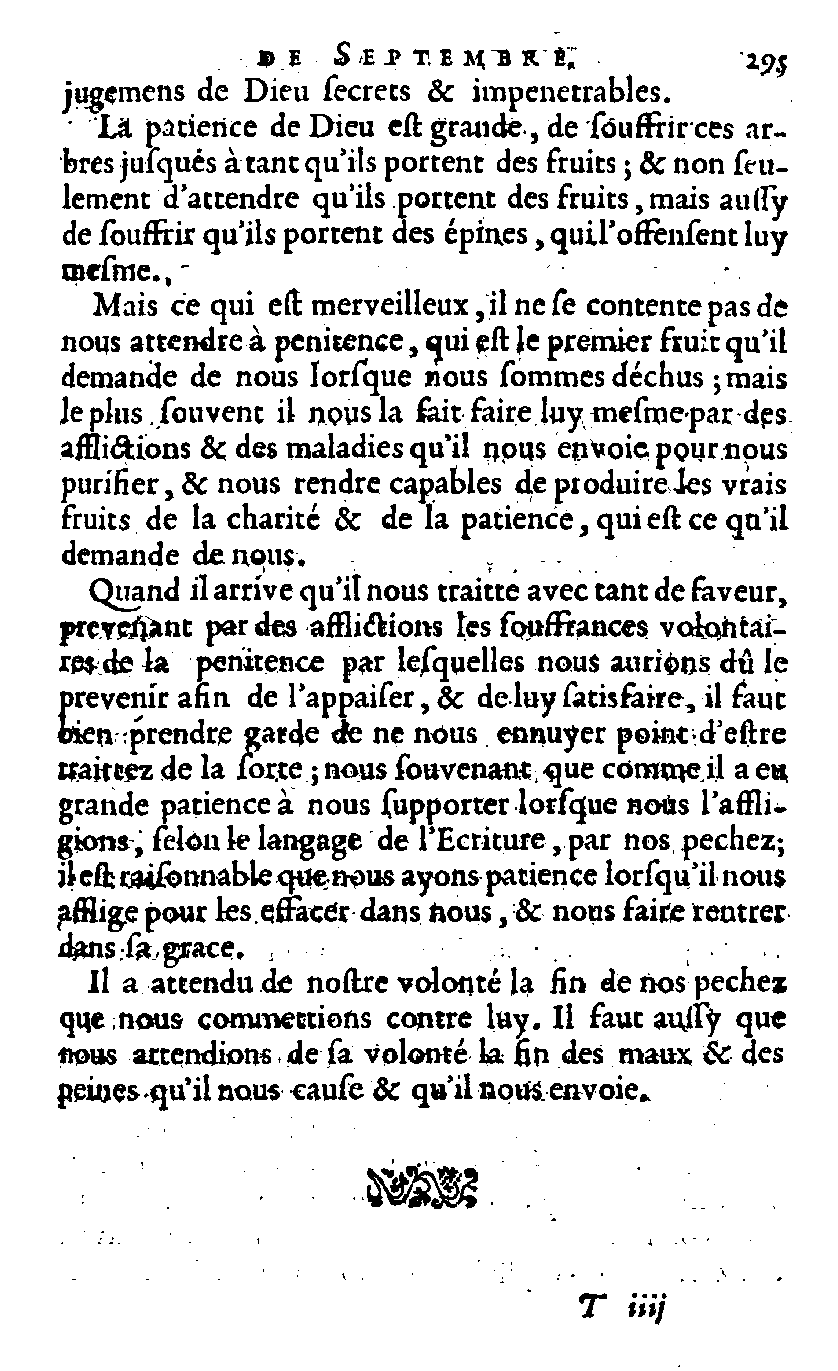 DE SEPTEMBRE. 295
jugemens de Dieu ſecrets & impenetrables.
La patience de Dieu eſt grande, de ſouffrir ces ar-
bres juſqués à tant qu'ils portent des fruits ; & non ſeu-
lement d'attendre qu'ils portent des fruits, mais auſſy
de ſouffrir qu'ils portent des épines, qui l'offenſent luy
meſme.
Mais ce qui eſt merveilleux, il ne ſe contente pas de
nous attendre à penitence, qui eſt le premier fruit qu'il
demande de nous lorſque nous ſommes déchus ; mais
le plus ſouvent il nous la fait faire luy meſme par des
afflictions & des maladies qu'il nous envoie pour nous
purifier, & nous rendre capables de produire les vrais
fruits de la charité & de la patience, qui eſt ce qu'il
demande de nous.
Quand il arrive qu'il nous traitte avec tant de faveur,
prevenant par des afflictions les ſouffrances volontai-
res de la penitence par leſquelles nous aurions dû le
prevenir afin de l'appaiſer, & de luy ſatisfaire, il faut
bien prendre garde de ne nous ennuyer point d'eſtre
traittez de la ſorte ; nous ſouvenant que comme il a eu
grande patience à nous ſupporter lorſque nous l'affli-
gions, ſelon le langage de l'Ecriture, par nos pechez;
il eſt raiſonnable que nous ayons patience lorſqu'il nous
afflige pour les effacer dans nous, & nous faire rentrer
dans ſa grace.
Il a attendu de noſtre volonté la fin de nos pechez
que nous commettions contre luy. Il faut auſſy que
nous attendions de ſa volonté la fin des maux & des
peines qu'il nous cauſe & qu'il nous envoie.
T iiij